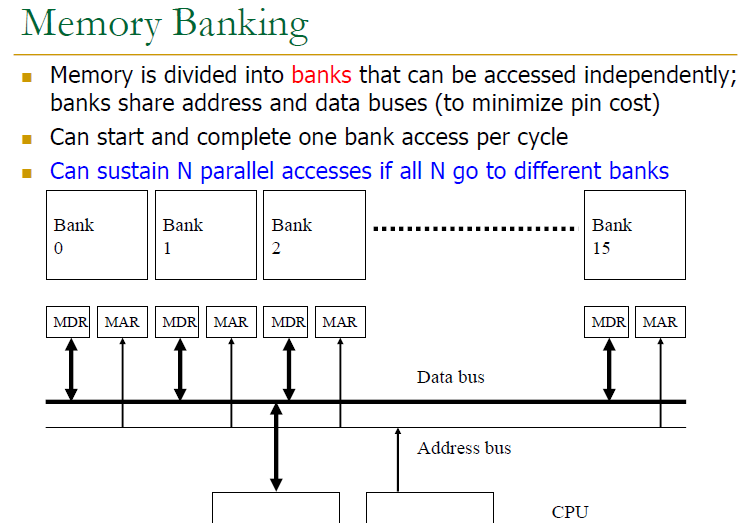 Memory Banking
Memory is divided into banks that can be accessed independently;
banks share address and data buses (to minimize pin cost)
Can start and complete one bank access per cycle
Can sustain N parallel accesses if all N go to different banks
Bank Bank Bank Bank
0 1 2 15
MDR MAR MDR MAR MDR MAR MDR MAR
Data bus
Address bus
CPU